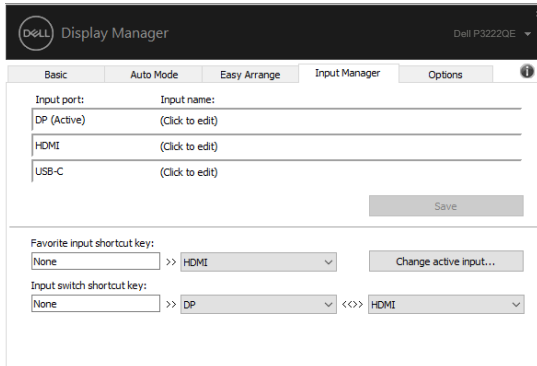 DELL Display Manager Dell P3222QE
Basic Auto Mode Easy Arrange Input Manager Options
Input port: Input name:
DP (Active) (Click to edit)
HDMI (Click to edit)
USB-C (Click to edit)
Save
Favorite input shortcut key:
None >> HDMI Change active input...
Input switch shortcut key:
None >> DP <<>> HDMI